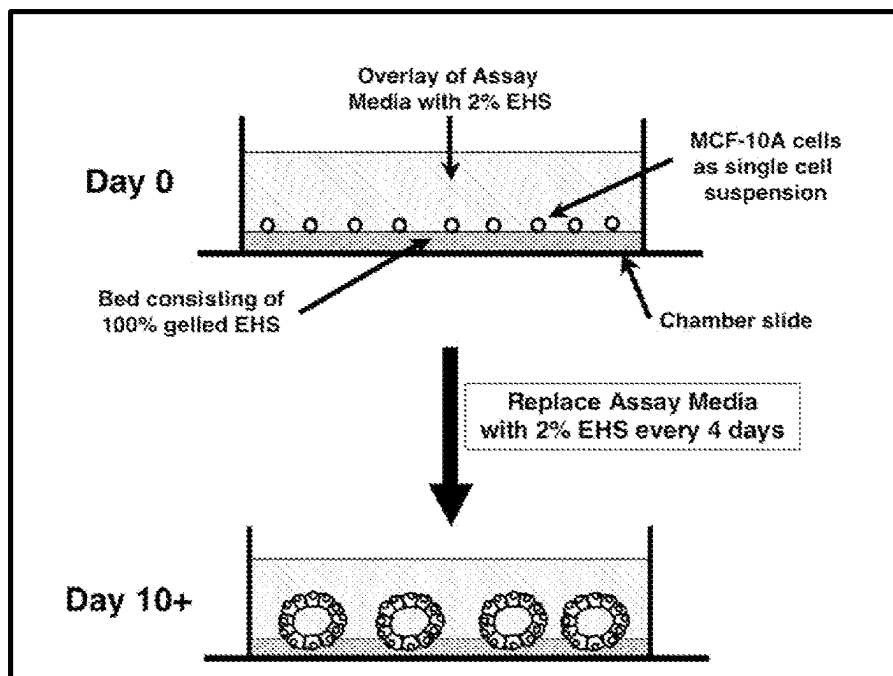 Overlay of Assay
Media with 2% EHS
MCF-10A cells
as single cell
suspension
Day 0
Bed consisting of
100% gelled EHS
Chamber slide
Replace Assay Media
with 2% EHS every 4 days
Day 10+